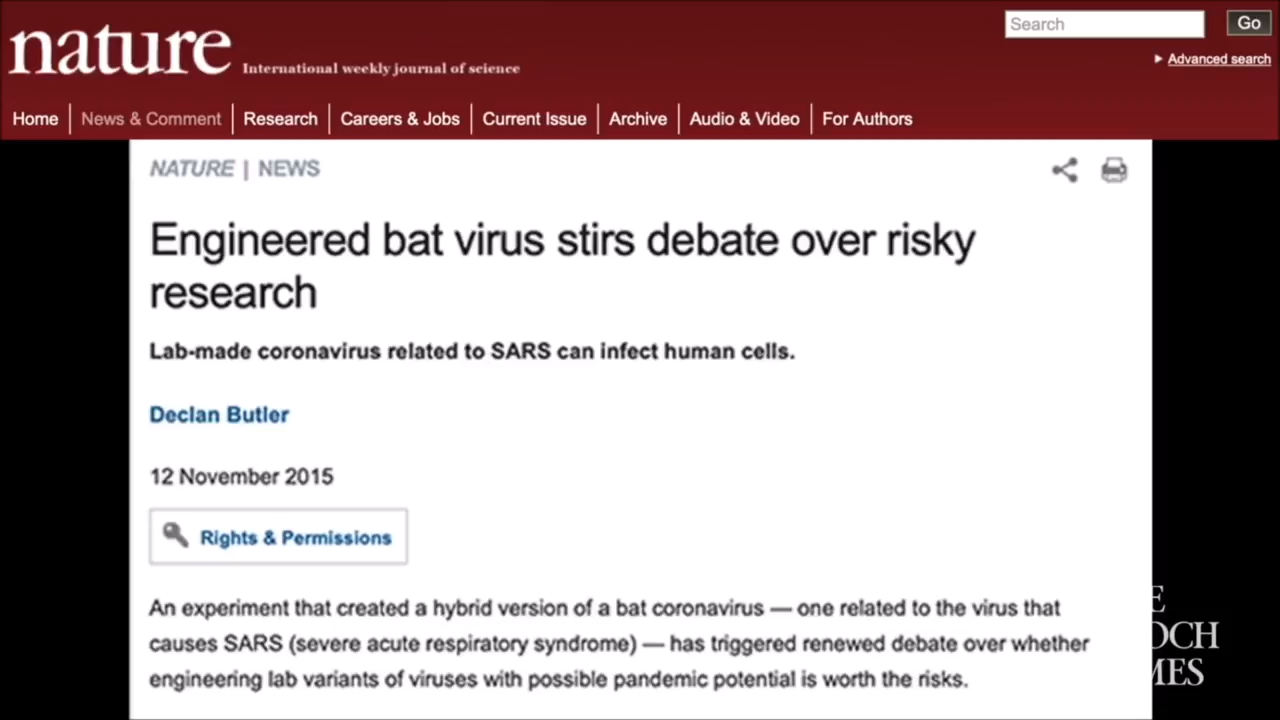 nature International weekly journal of science
Search
Go
Advanced search
Home
News & Comment
Research
Careers & Jobs
Current Issue
Archive
Audio & Video
For Authors
NATURE | NEWS
Engineered bat virus stirs debate over risky
research
Lab-made coronavirus related to SARS can infect human cells.
Declan Butler
12 November 2015
Rights & Permissions
An experiment that created a hybrid version of a bat coronavirus — one related to the virus that
causes SARS (severe acute respiratory syndrome) — has triggered renewed debate over whether
engineering lab variants of viruses with possible pandemic potential is worth the risks.
E
OCH
MES